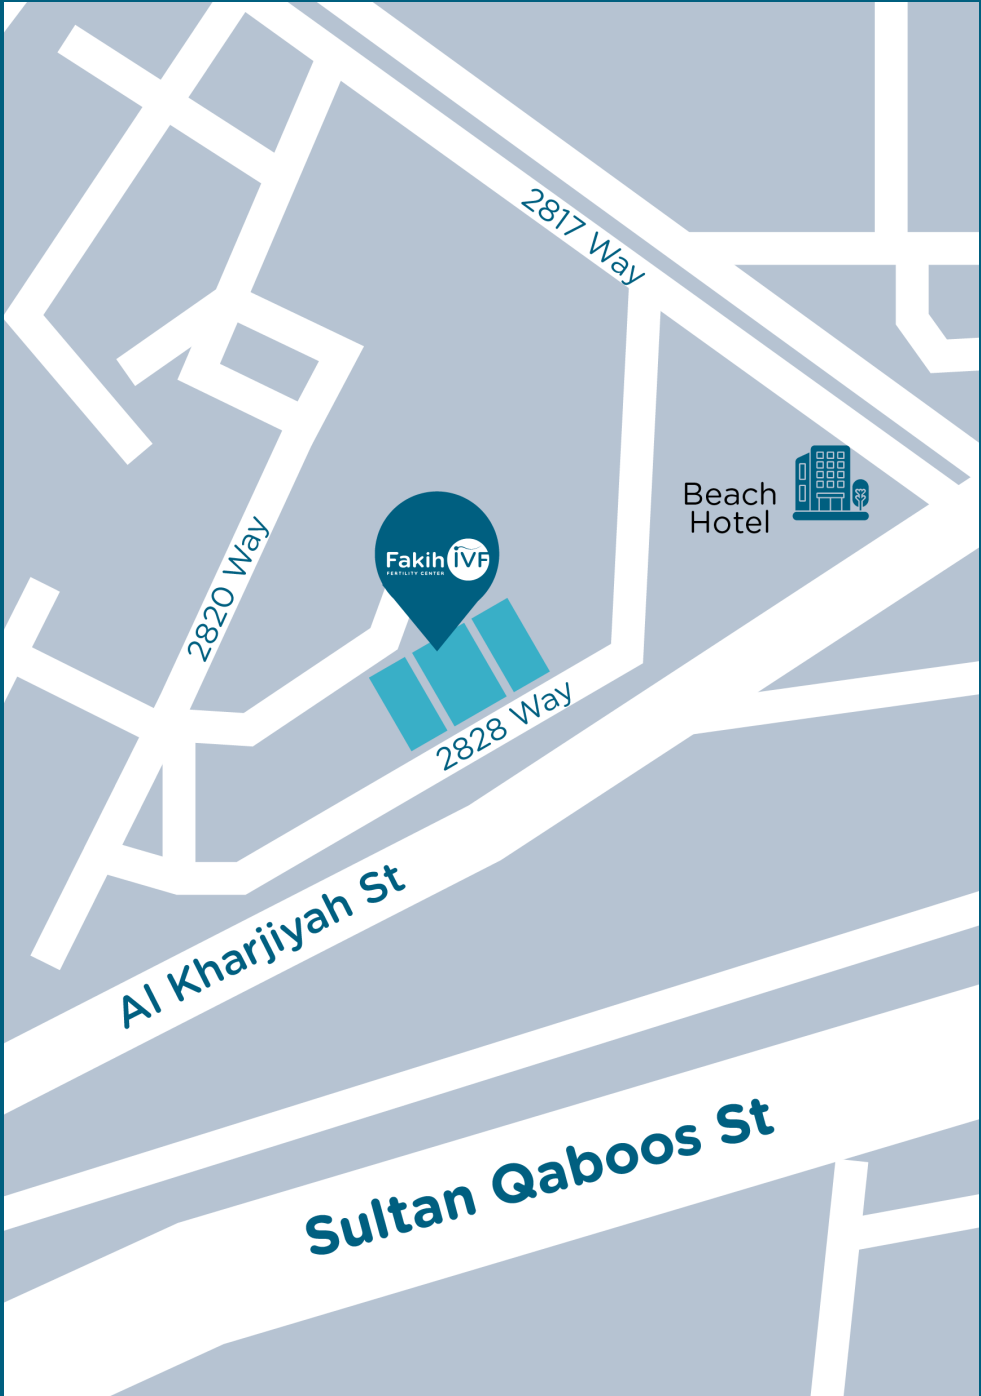 2817 Way
Beach
Hotel
2820 Way
Fakih IVF
FERTILITY CENTER
2828 Way
Al Kharjiyah St
Sultan Qaboos St